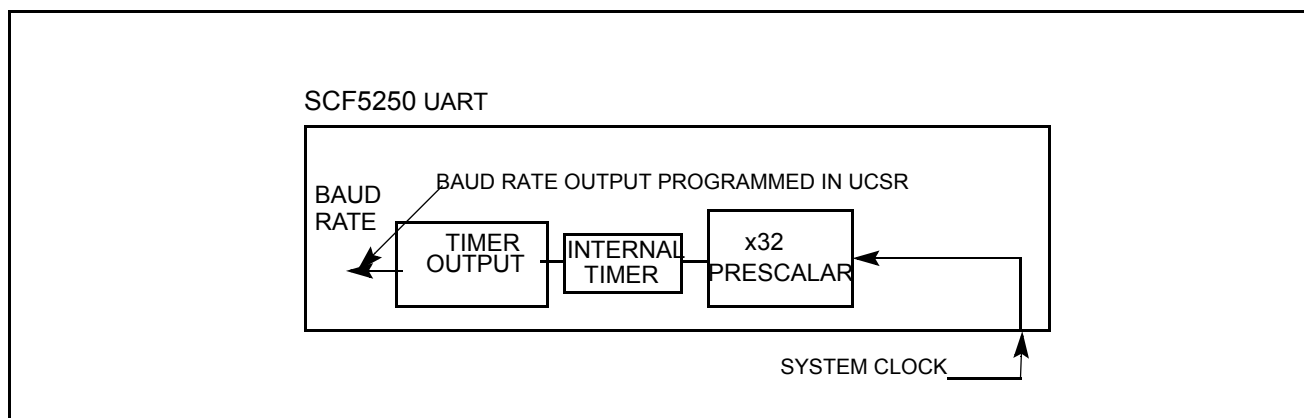 SCF5250 UART
BAUD RATE OUTPUT PROGRAMMED IN UCSR
BAUD
RATE
TIMER
OUTPUT
INTERNAL
TIMER
x32
PRESCALAR
SYSTEM CLOCK